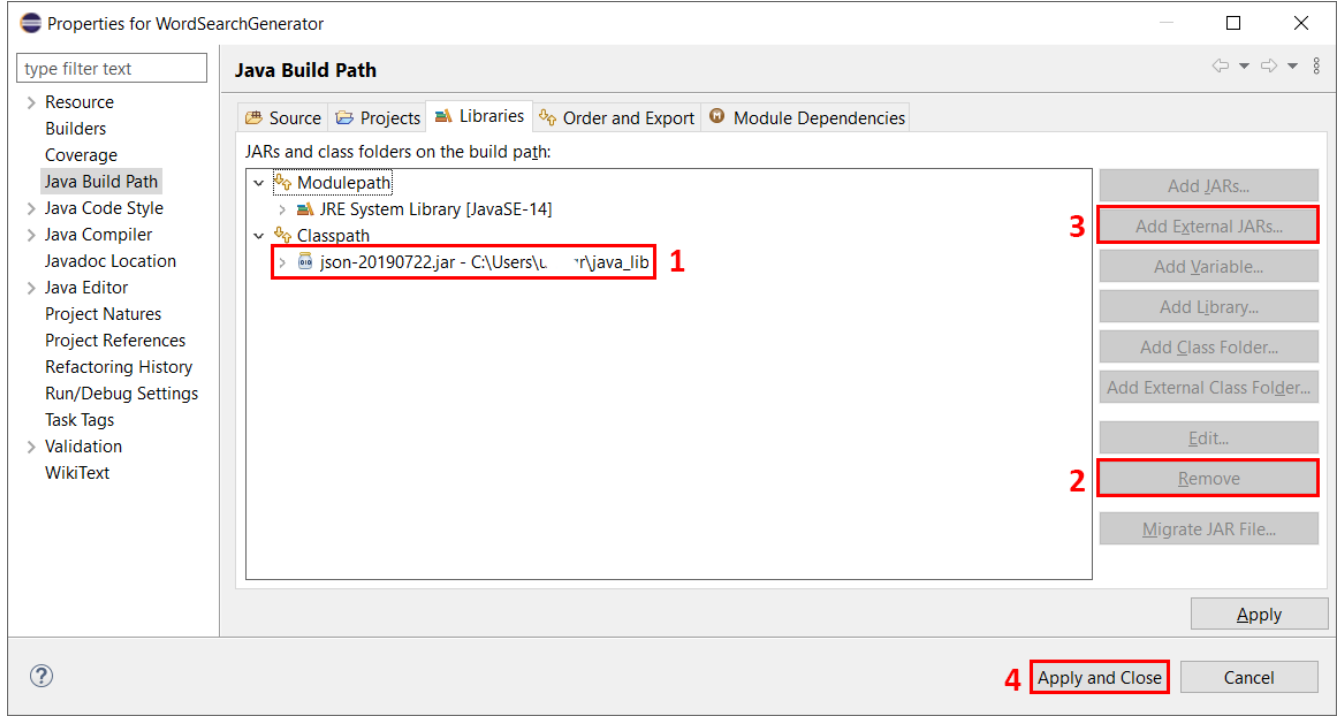 Properties for WordSearchGenerator
type filter text
Resource
Builders
Coverage
Java Build Path
Java Code Style
Java Compiler
Javadoc Location
Java Editor
Project Natures
Project References
Refactoring History
Run/Debug Settings
Task Tags
Validation
WikiText
Java Build Path
Source Projects Libraries Order and Export Module Dependencies
JARs and class folders on the build path:
Modulepath
JRE System Library [JavaSE-14]
Classpath
json-20190722.jar - C:\Users\ r\java_lib 1
Add JARs...
3 Add External JARs...
Add Variable...
Add Library...
Add Class Folder...
Add External Class Folder...
Edit...
2 Remove
Migrate JAR File...
Apply
4 Apply and Close Cancel